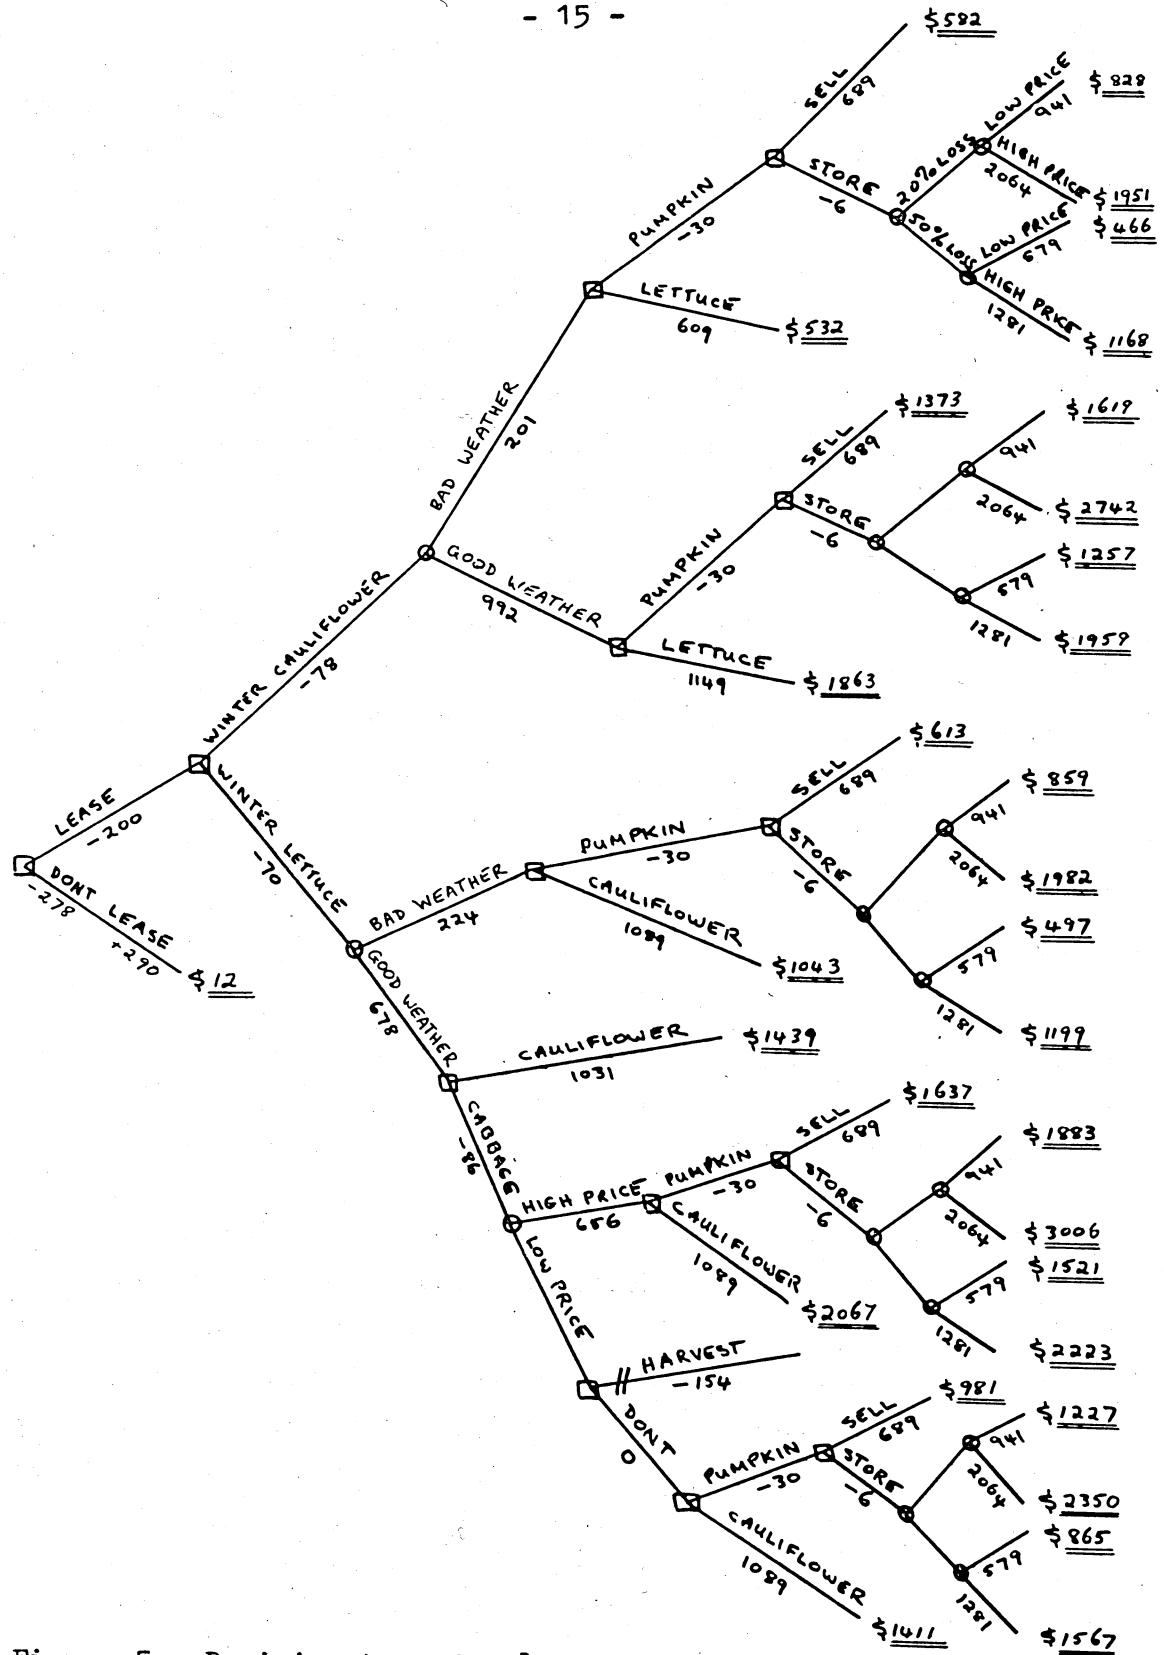 - 15 -
$582
SELL
689
LOW PRICE
941
$828
20% LOSS
HIGH PRICE
2064
$1951
STORE
-6
50% LOSS
LOW PRICE
679
$466
HIGH PRICE
1281
$1168
PUMPKIN
-30
LETTUCE
609
$532
BAD WEATHER
201
$1373
SELL
689
STORE
-6
941
$1619
2064
$2742
579
$1257
1281
$1959
PUMPKIN
-30
GOOD WEATHER
992
LETTUCE
1149
$1863
WINTER CAULIFLOWER
-78
LEASE
-200
DONT LEASE
-278
+290
$12
WINTER LETTUCE
-70
BAD WEATHER
224
PUMPKIN
-30
SELL
689
$613
STORE
-6
941
$859
2064
$1982
579
$497
1281
$1199
CAULIFLOWER
1089
$1043
GOOD WEATHER
678
CAULIFLOWER
1031
$1439
CABBAGE
-86
HIGH PRICE
656
PUMPKIN
-30
SELL
689
$1637
STORE
-6
941
$1883
2064
$3006
579
$1521
1281
$2223
CAULIFLOWER
1089
$2067
LOW PRICE
HARVEST
-154
DONT
0
PUMPKIN
-30
SELL
689
$981
STORE
-6
941
$1227
2064
$2350
579
$865
1281
$1567
CAULIFLOWER
1089
$1411